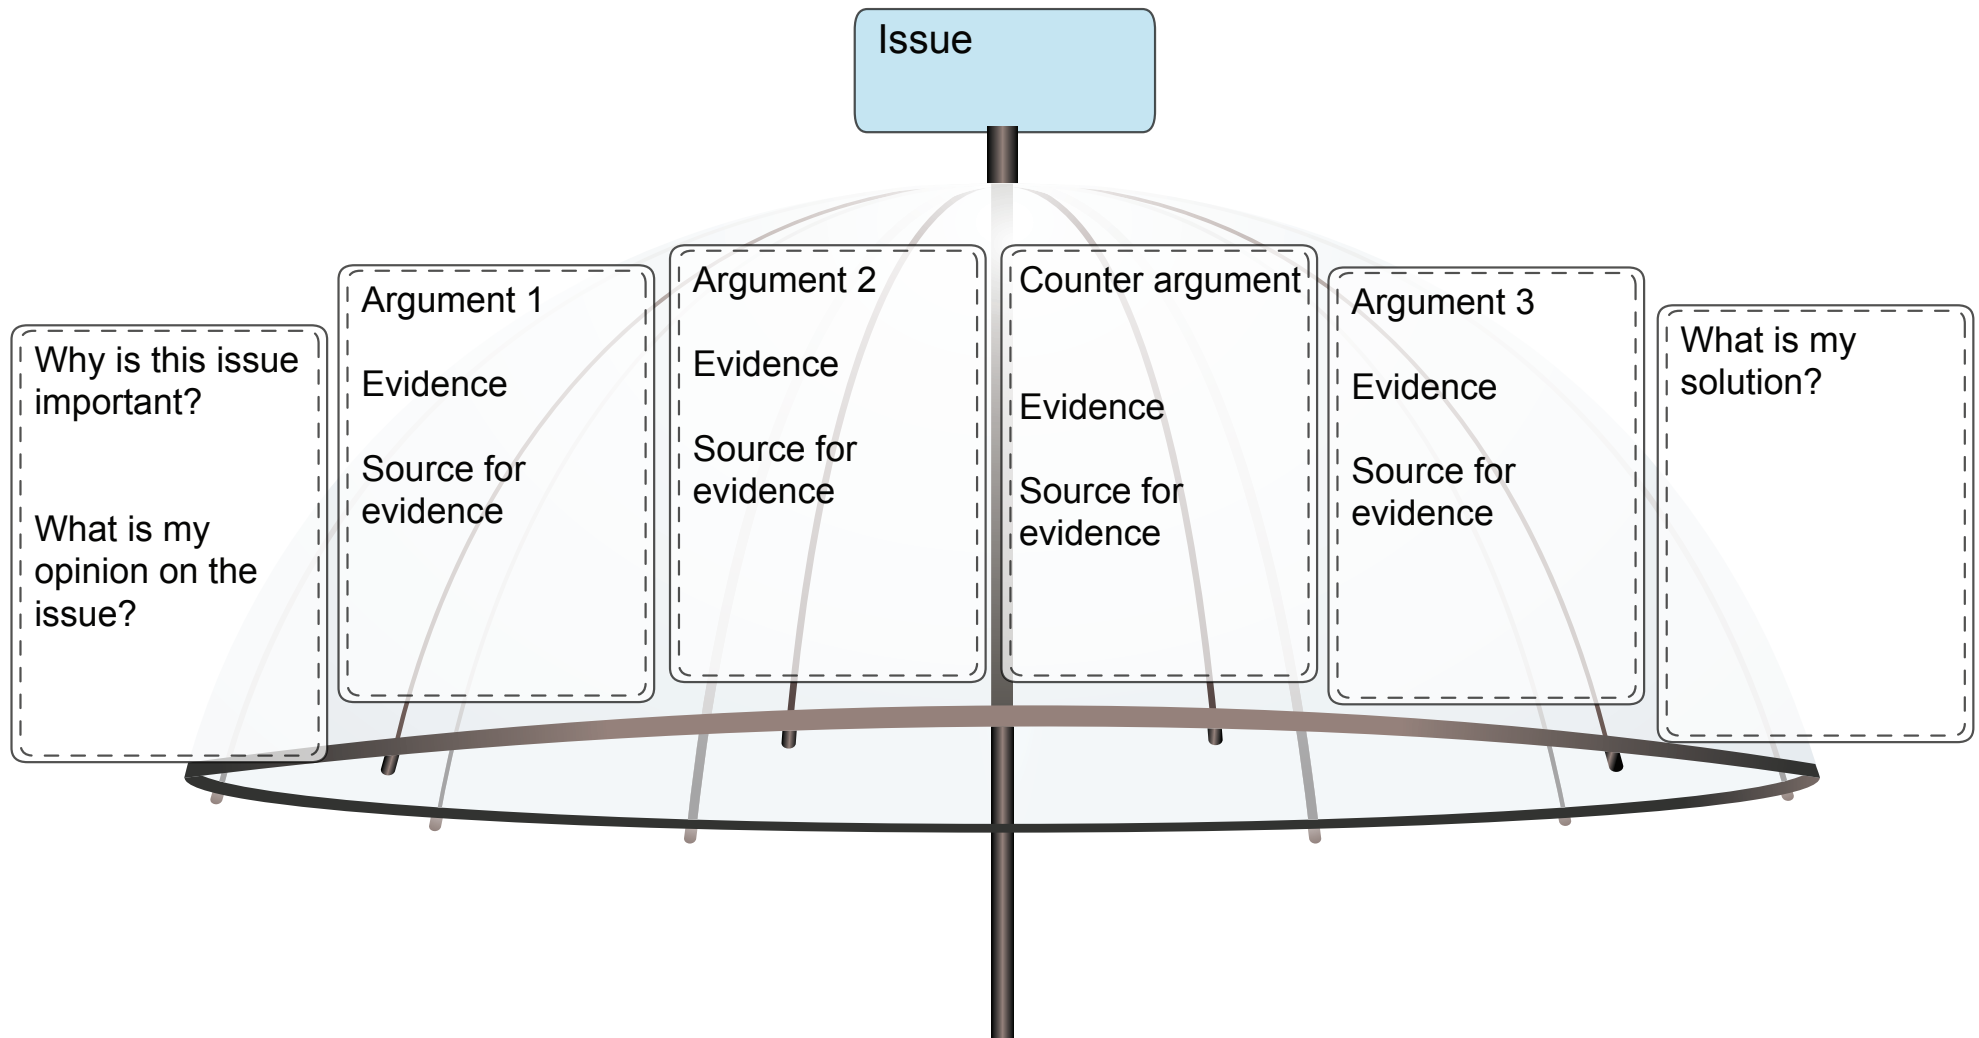 Issue
Why is this issue
important?
What is my
opinion on the
issue?
Argument 1
Evidence
Source for
evidence
Argument 2
Evidence
Source for
evidence
Counter argument
Evidence
Source for
evidence
Argument 3
Evidence
Source for
evidence
What is my
solution?